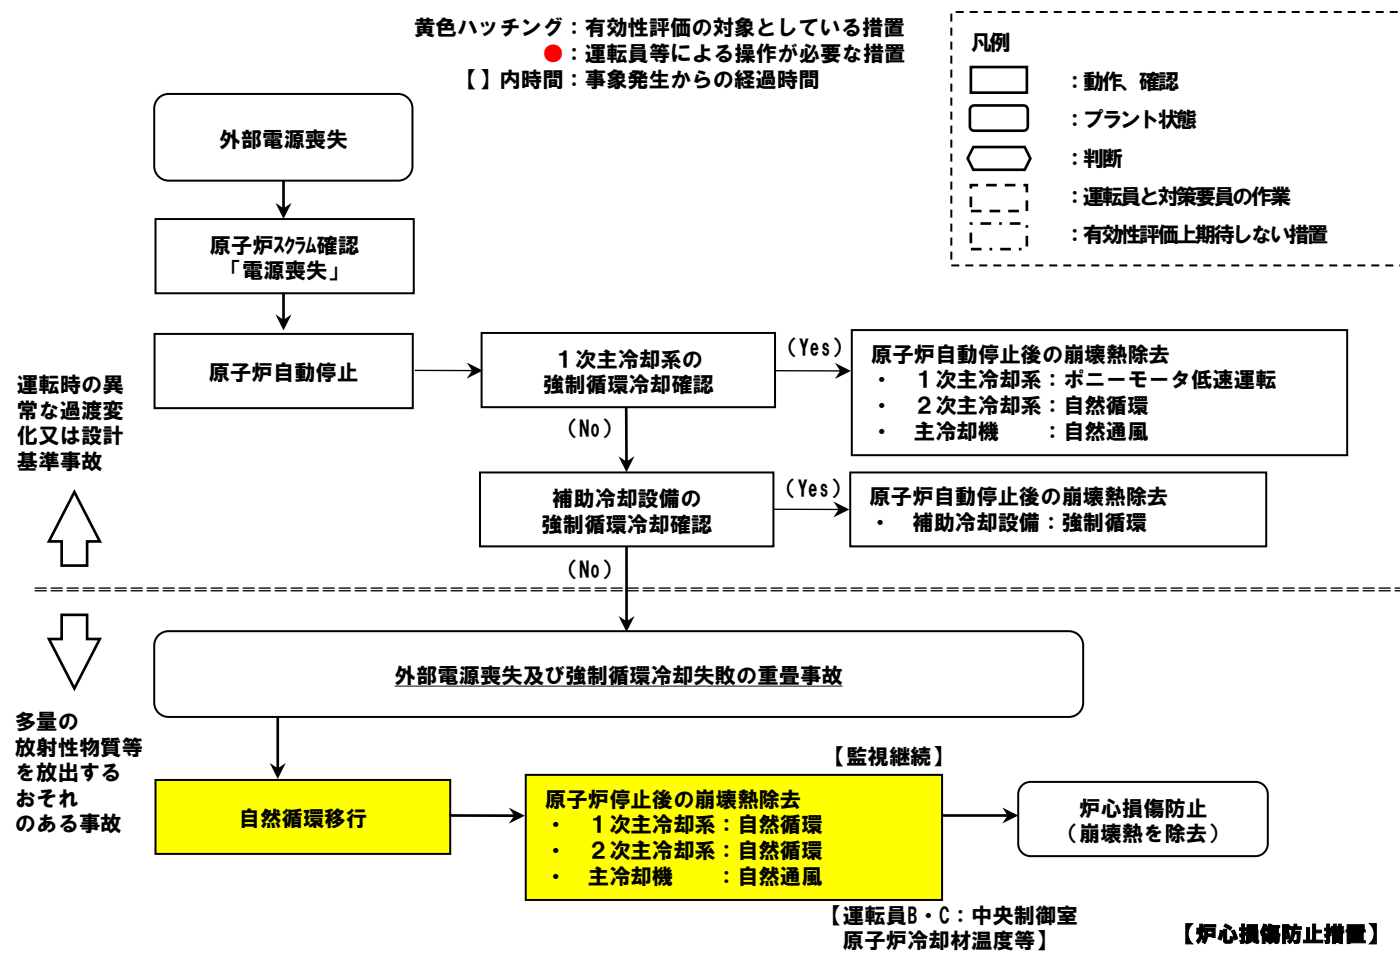 黄色ハッチング：有効性評価の対象としている措置
●：運転員等による操作が必要な措置
【 】内時間：事象発生からの経過時間
凡例
：動作、確認
：プラント状態
：判断
：運転員と対策要員の作業
：有効性評価上期待しない措置
外部電源喪失
原子炉スクラム確認
「電源喪失」
原子炉自動停止
１次主冷却系の
強制循環冷却確認
（Yes）
原子炉自動停止後の崩壊熱除去
・　１次主冷却系：ポニーモータ低速運転
・　２次主冷却系：自然循環
・　主冷却機　　：自然通風
（No）
補助冷却設備の
強制循環冷却確認
（Yes）
原子炉自動停止後の崩壊熱除去
・　補助冷却設備：強制循環
（No）
運転時の異
常な過渡変
化又は設計
基準事故
多量の
放射性物質等
を放出する
おそれ
のある事故
外部電源喪失及び強制循環冷却失敗の重畳事故
自然循環移行
【監視継続】
原子炉停止後の崩壊熱除去
・　１次主冷却系：自然循環
・　２次主冷却系：自然循環
・　主冷却機　　：自然通風
【運転員B・C：中央制御室
原子炉冷却材温度等】
炉心損傷防止
（崩壊熱を除去）
【炉心損傷防止措置】